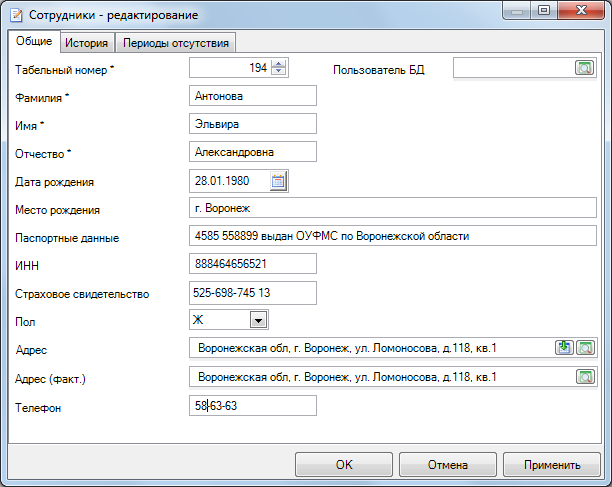 Сотрудники - редактирование
Общие История Периоды отсутствия
Табельный номер * 194 Пользователь БД
Фамилия * Антонова
Имя * Эльвира
Отчество * Александровна
Дата рождения 28.01.1980
Место рождения г. Воронеж
Паспортные данные 4585 558899 выдан ОУФМС по Воронежской области
ИНН 888464656521
Страховое свидетельство 525-698-745 13
Пол Ж
Адрес Воронежская обл, г. Воронеж, ул. Ломоносова, д.118, кв.1
Адрес (факт.) Воронежская обл, г. Воронеж, ул. Ломоносова, д.118, кв.1
Телефон 58-63-63
OK Отмена Применить